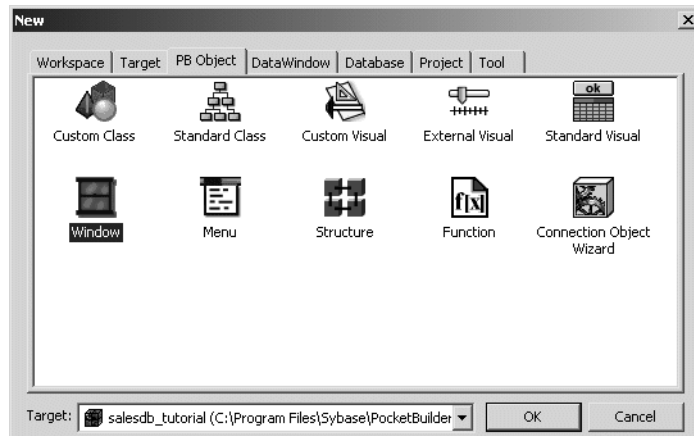 New
Workspace Target PB Object DataWindow Database Project Tool
Custom Class Standard Class Custom Visual External Visual ok Standard Visual
Window Menu Structure f[x] Function Connection Object Wizard
Target: salesdb_tutorial (C:\Program Files\Sybase\PocketBuilder OK Cancel